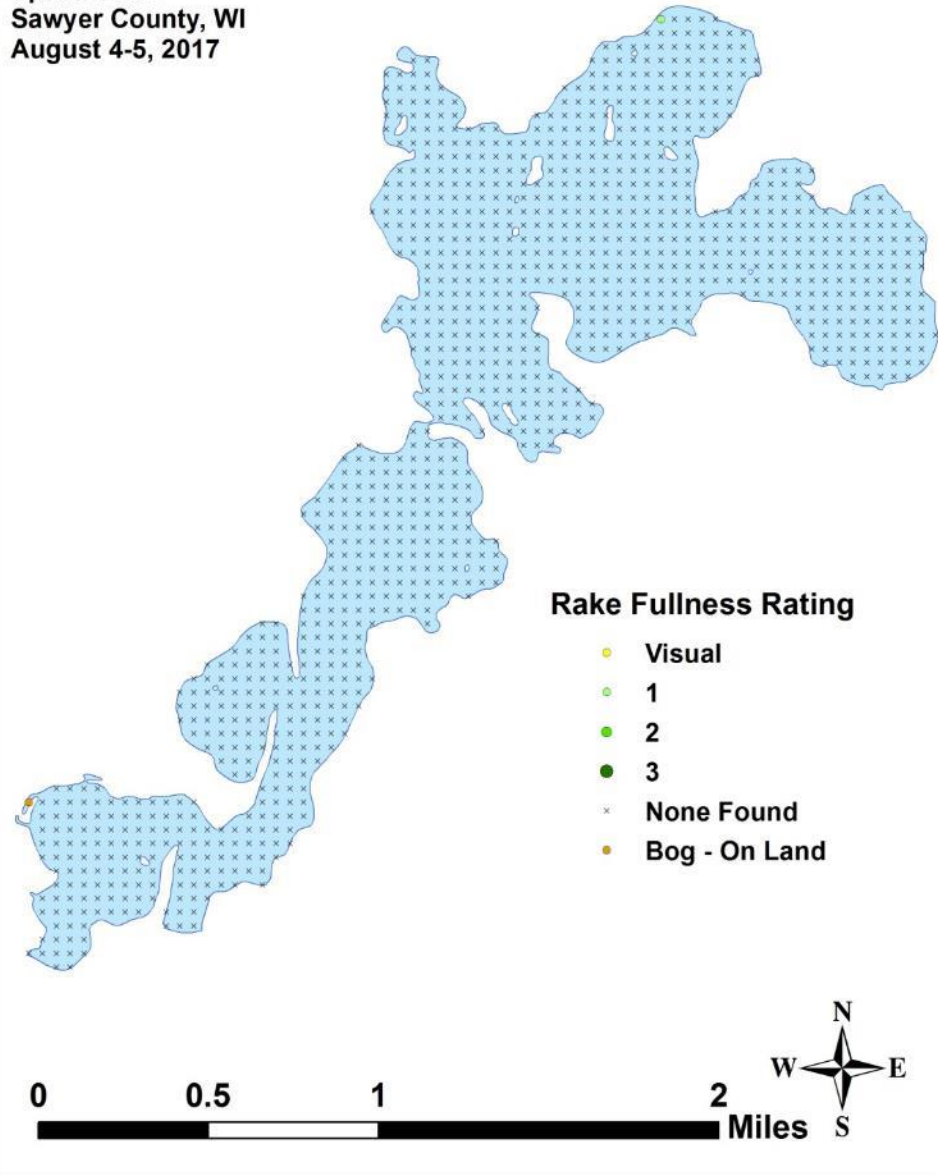 Sawyer County, WI
August 4-5, 2017
Rake Fullness Rating
Visual
1
2
3
None Found
Bog - On Land
N
W E
S
0 0.5 1 2
Miles